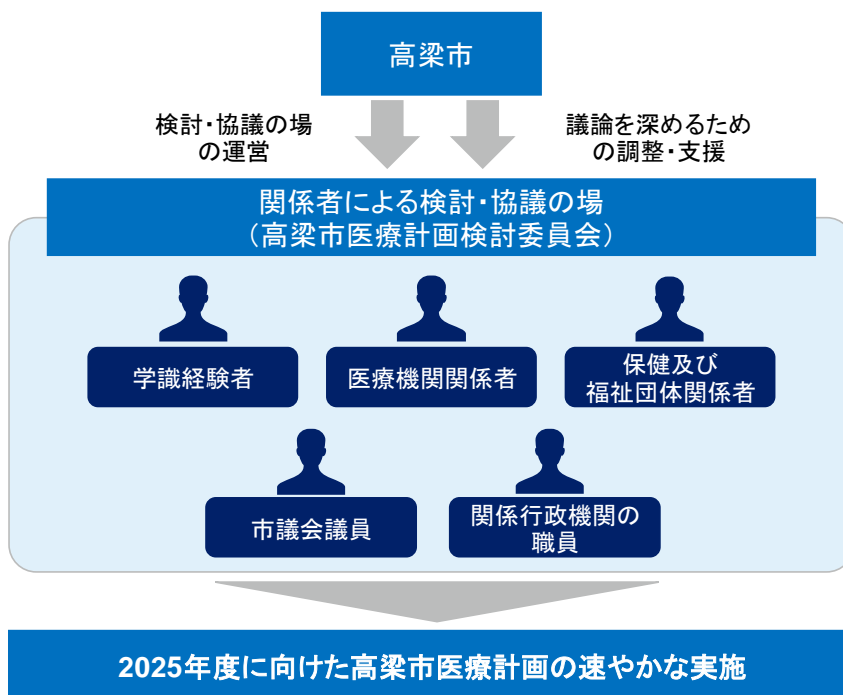 高梁市
検討・協議の場
の運営
議論を深めるため
の調整・支援
関係者による検討・協議の場
（高梁市医療計画検討委員会）
学識経験者
医療機関関係者
保健及び
福祉団体関係者
市議会議員
関係行政機関の
職員
2025年度に向けた高梁市医療計画の速やかな実施